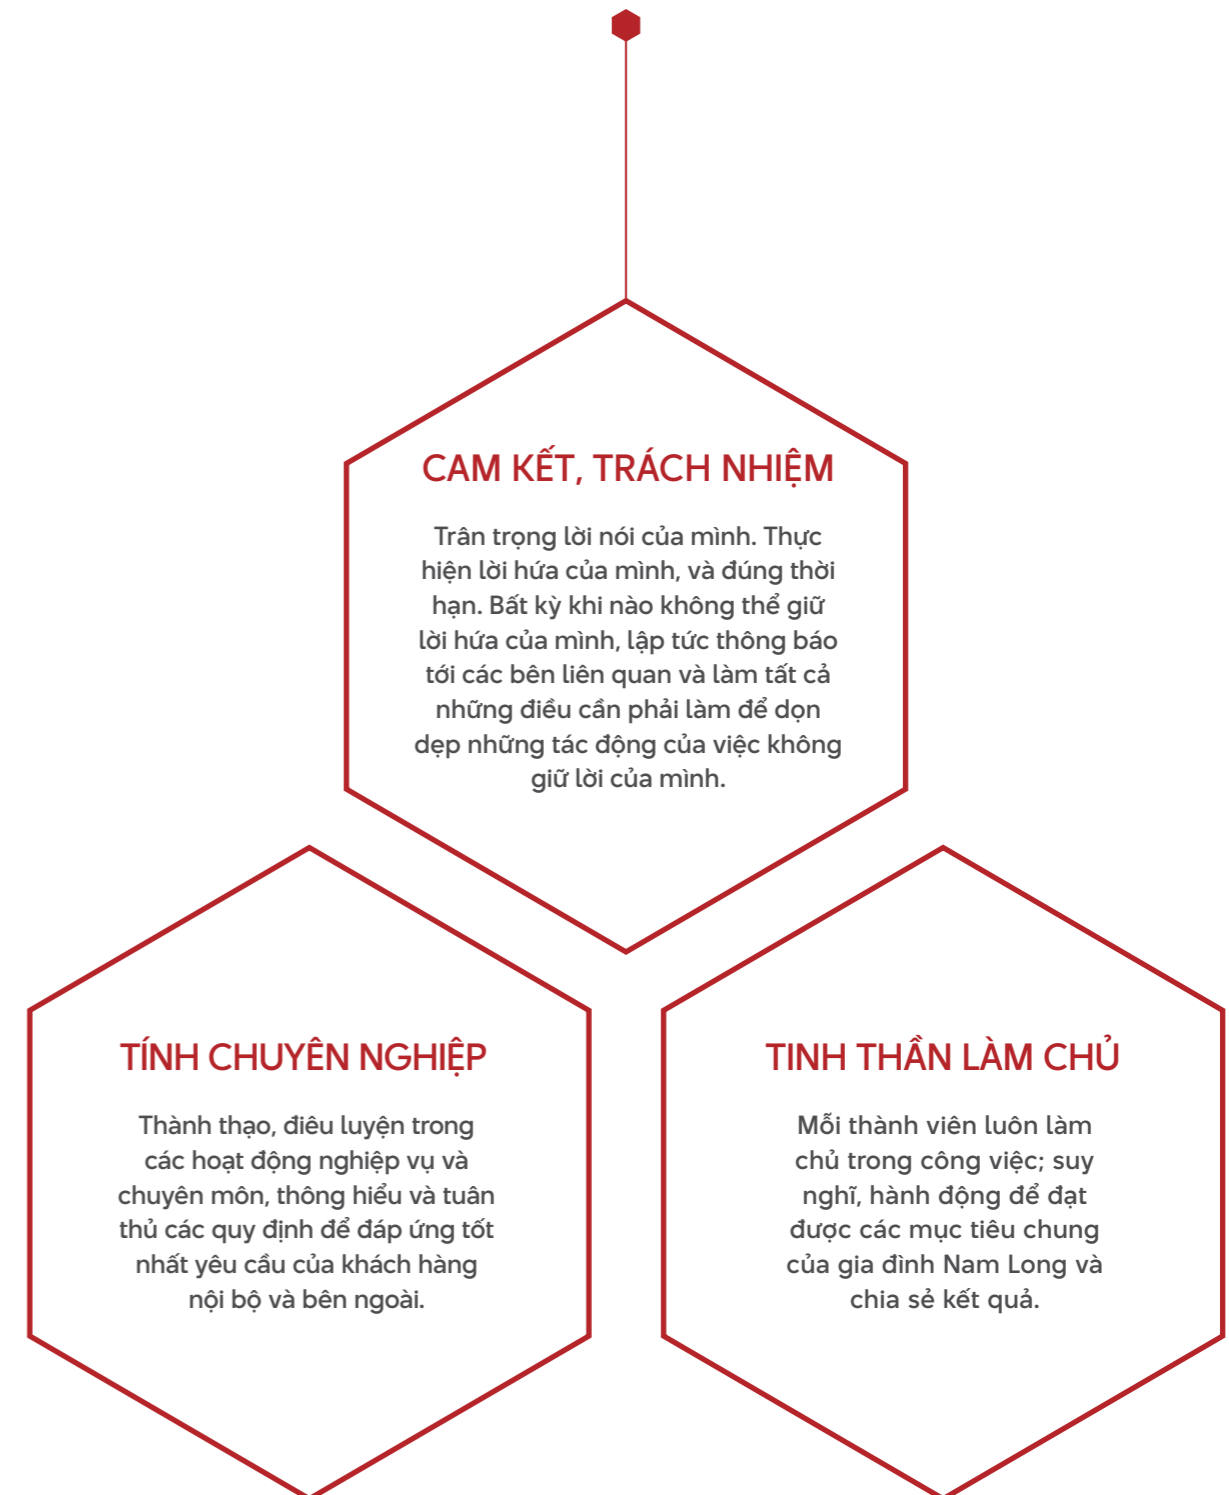 CAM KẾT, TRÁCH NHIỆM
Trân trọng lời nói của mình. Thực
hiện lời hứa của mình, và đúng thời
hạn. Bất kỳ khi nào không thể giữ
lời hứa của mình, lập tức thông báo
tới các bên liên quan và làm tất cả
những điều cần phải làm để dọn
dẹp những tác động của việc không
giữ lời của mình.
TÍNH CHUYÊN NGHIỆP
Thành thạo, điêu luyện trong
các hoạt động nghiệp vụ và
chuyên môn, thông hiểu và tuân
thủ các quy định để đáp ứng tốt
nhất yêu cầu của khách hàng
nội bộ và bên ngoài.
TINH THẦN LÀM CHỦ
Mỗi thành viên luôn làm
chủ trong công việc; suy
nghĩ, hành động để đạt
được các mục tiêu chung
của gia đình Nam Long và
chia sẻ kết quả.